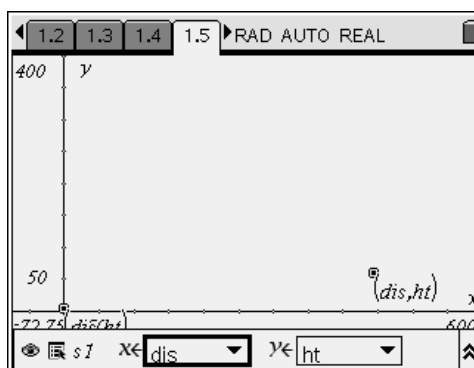 1.2 1.3 1.4 1.5 RAD AUTO REAL
400 y
50
(dis,ht)
x
-72.75 600
s1 x← dis y← ht